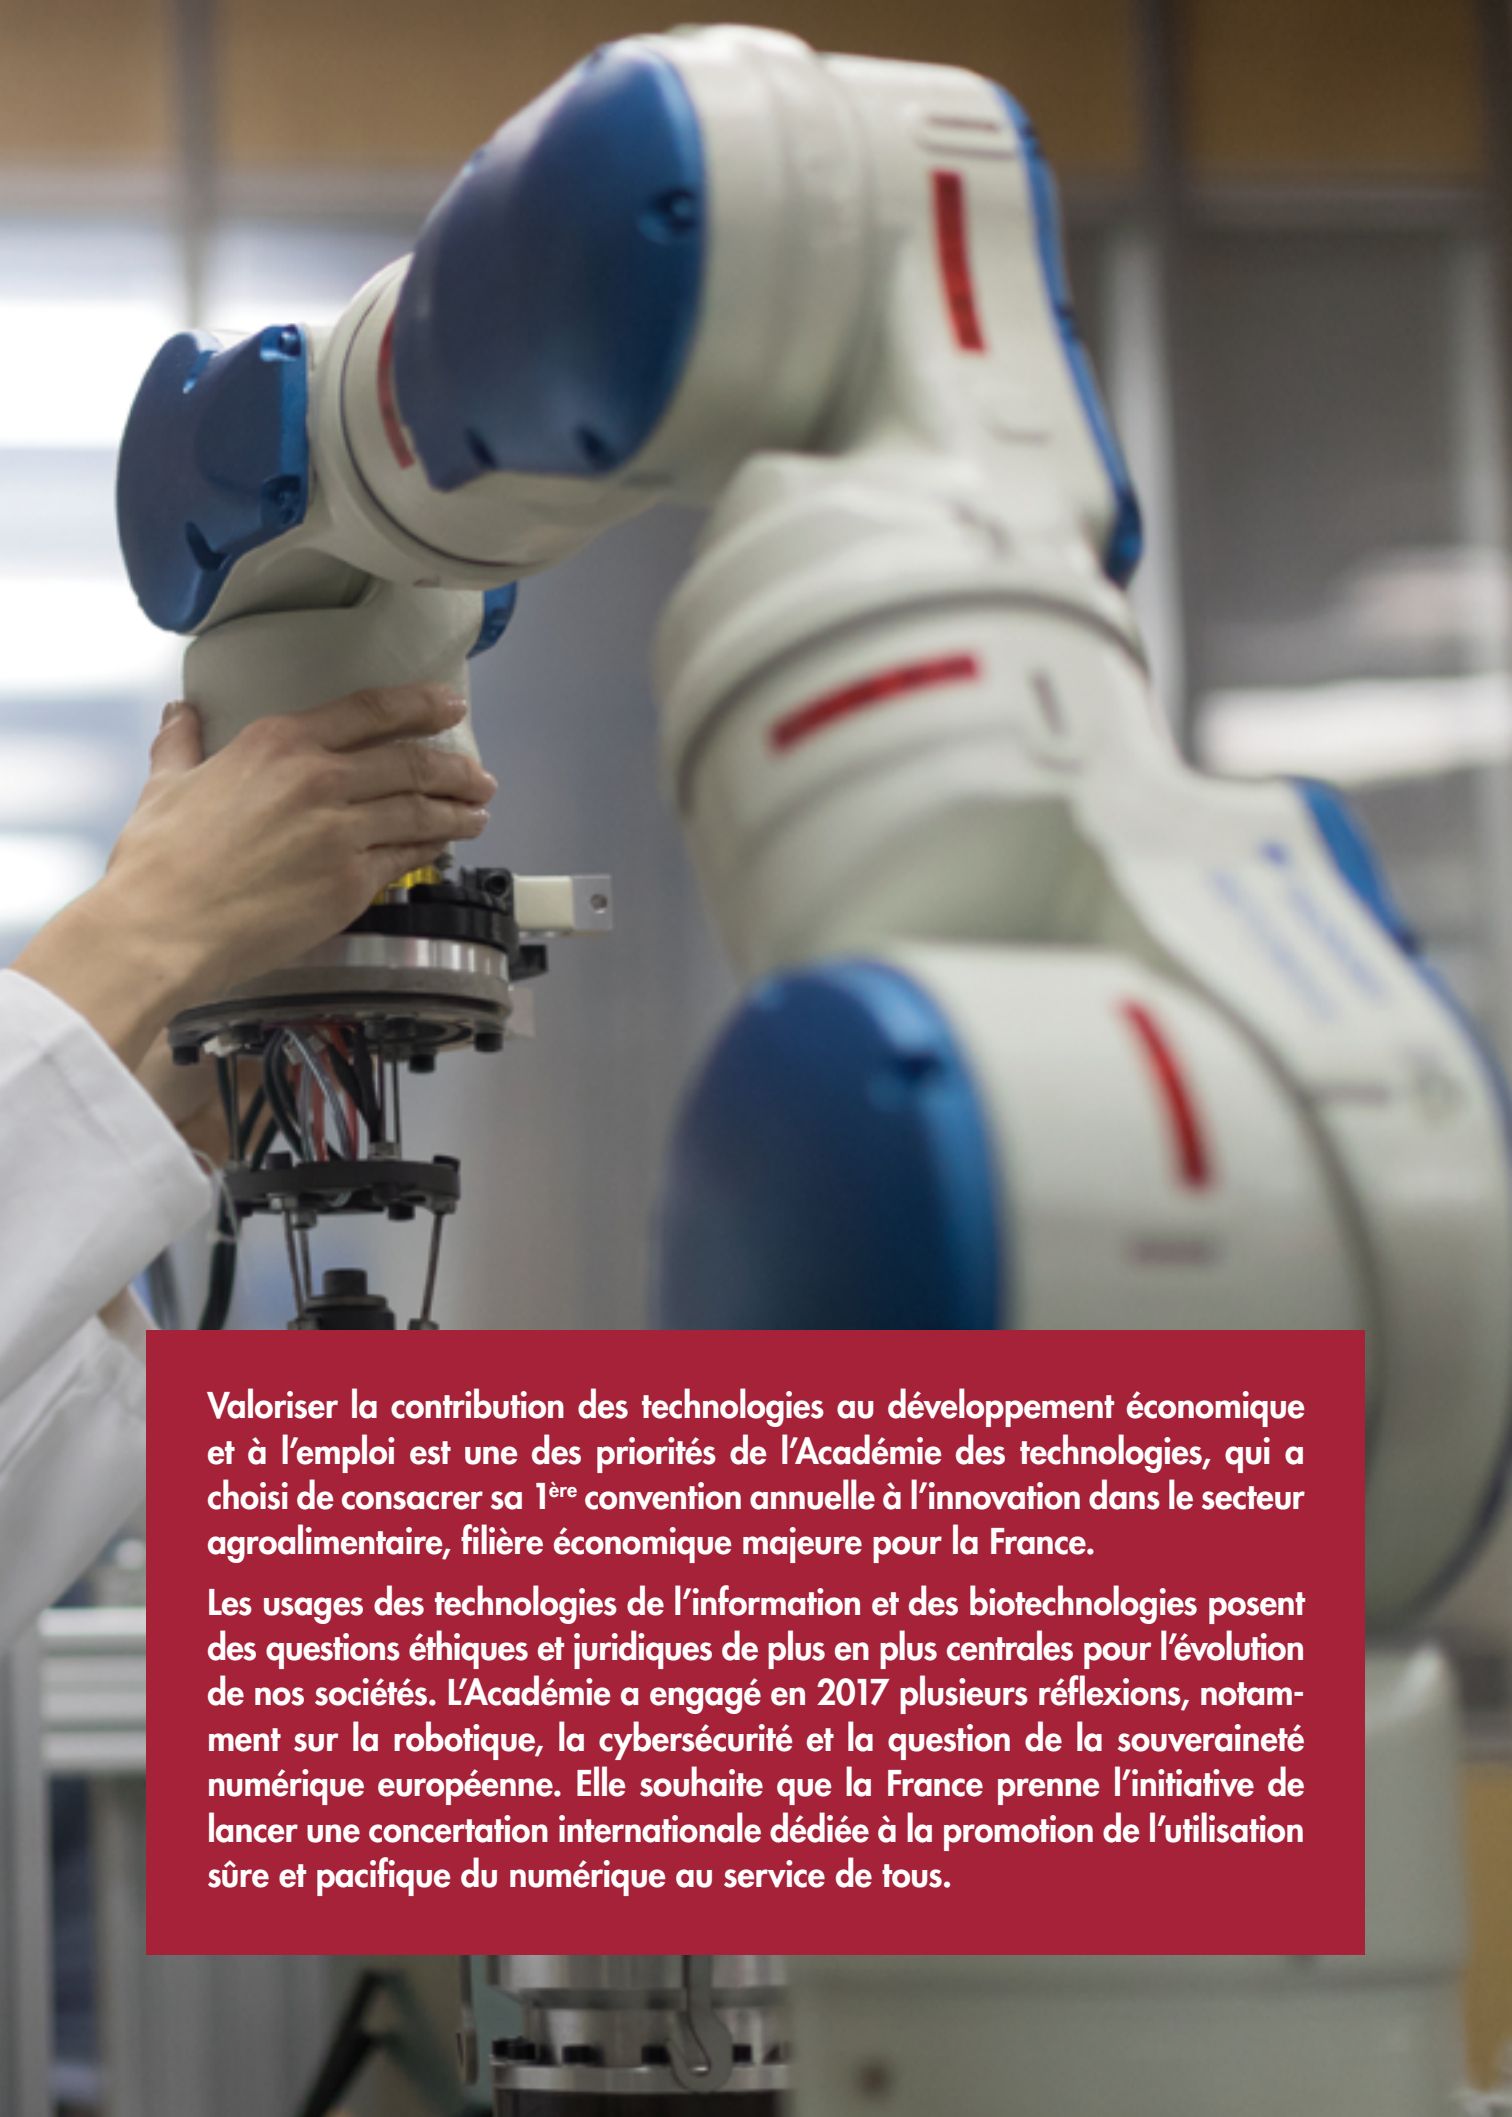 Valoriser la contribution des technologies au développement économique
et à l’emploi est une des priorités de l’Académie des technologies, qui a
choisi de consacrer sa 1ère convention annuelle à l’innovation dans le secteur
agroalimentaire, filière économique majeure pour la France.
Les usages des technologies de l’information et des biotechnologies posent
des questions éthiques et juridiques de plus en plus centrales pour l’évolution
de nos sociétés. L’Académie a engagé en 2017 plusieurs réflexions, notam-
ment sur la robotique, la cybersécurité et la question de la souveraineté
numérique européenne. Elle souhaite que la France prenne l’initiative de
lancer une concertation internationale dédiée à la promotion de l’utilisation
sûre et pacifique du numérique au service de tous.